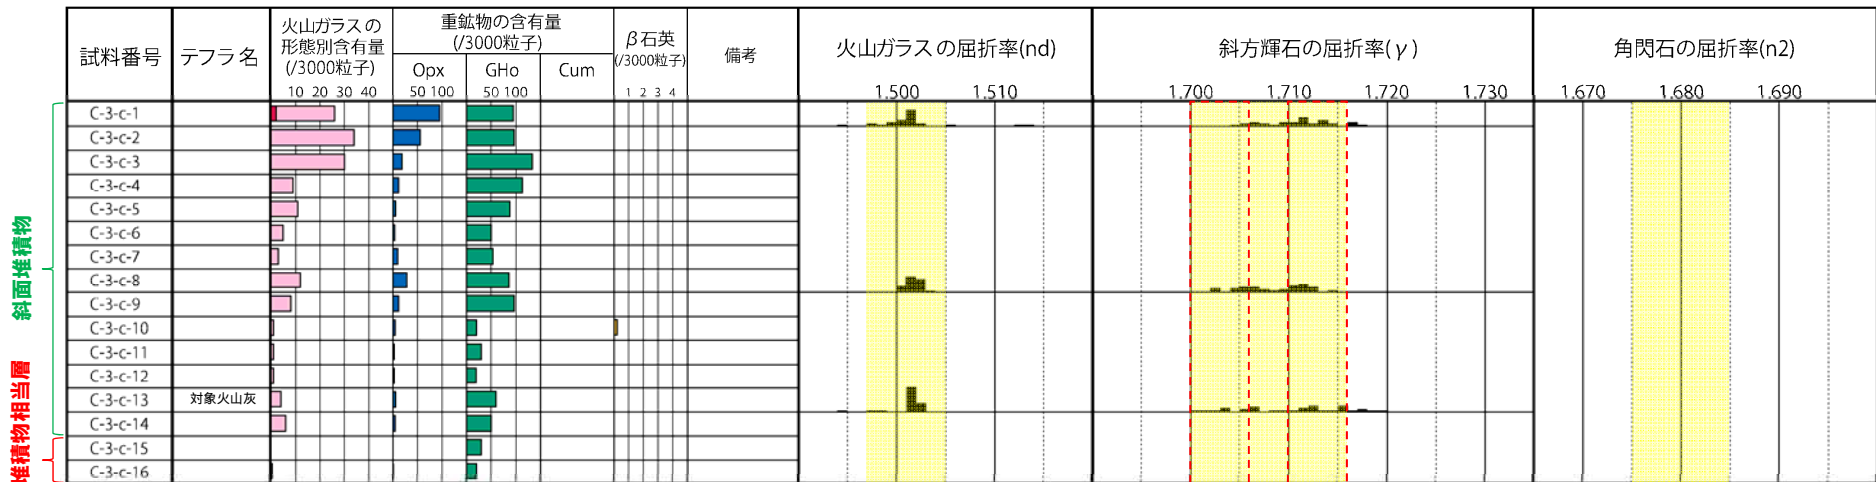 試料番号
テフラ名
火山ガラスの
形態別含有量
(/3000粒子)
10 20 30 40
重鉱物の含有量
(/3000粒子)
Opx GHo Cum
50 100 50 100
β石英
(/3000粒子)
1 2 3 4
備考
火山ガラスの屈折率(nd)
1.500 1.510
斜方輝石の屈折率(γ)
1.700 1.710 1.720 1.730
角閃石の屈折率(n2)
1.670 1.680 1.690
斜面堆積物
堆積物相当層
C-3-c-1
C-3-c-2
C-3-c-3
C-3-c-4
C-3-c-5
C-3-c-6
C-3-c-7
C-3-c-8
C-3-c-9
C-3-c-10
C-3-c-11
C-3-c-12
C-3-c-13 対象火山灰
C-3-c-14
C-3-c-15
C-3-c-16